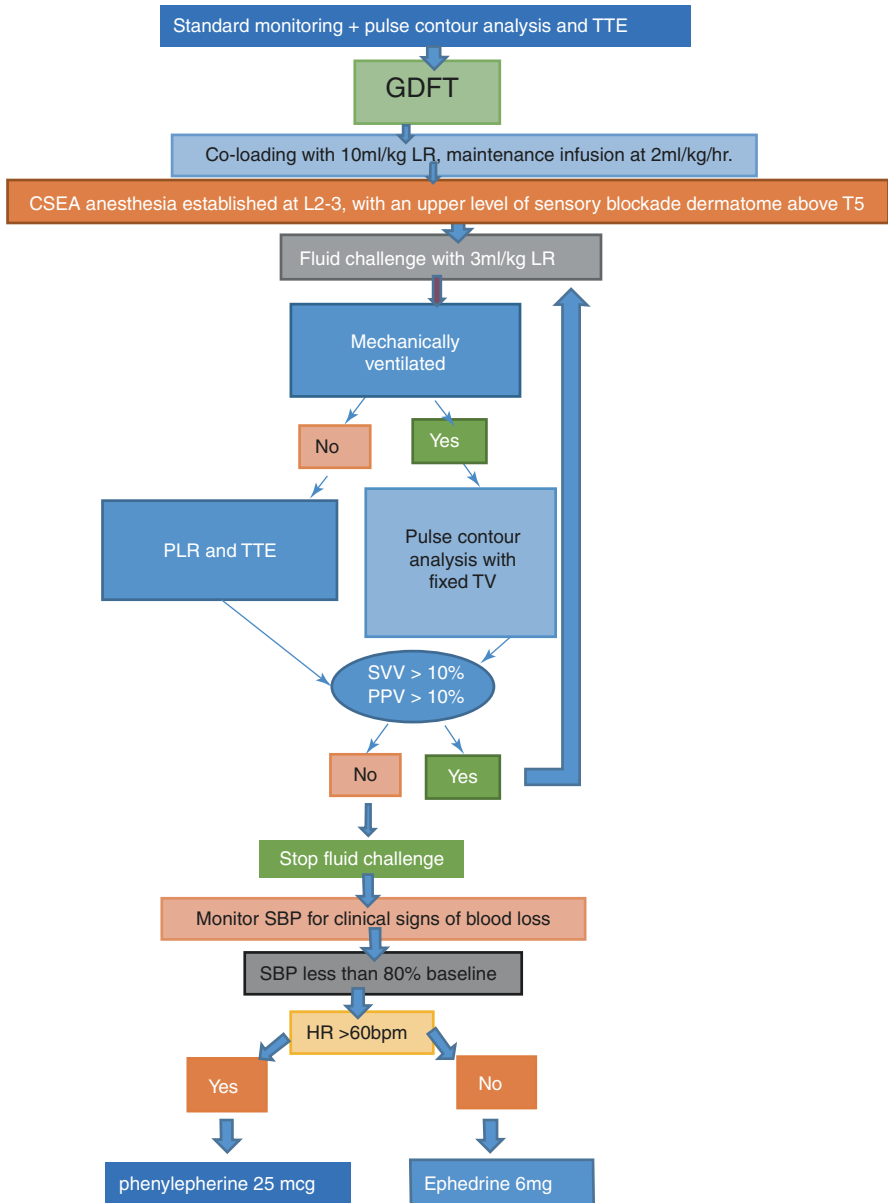 Standard monitoring + pulse contour analysis and TTE
GDFT
Co-loading with 10ml/kg LR, maintenance infusion at 2ml/kg/hr.
CSEA anesthesia established at L2-3, with an upper level of sensory blockade dermatome above T5
Fluid challenge with 3ml/kg LR
Mechanically
ventilated
No
Yes
PLR and TTE
Pulse contour
analysis with
fixed TV
SVV > 10%
PPV > 10%
No
Yes
Stop fluid challenge
Monitor SBP for clinical signs of blood loss
SBP less than 80% baseline
HR >60bpm
Yes
No
phenylepherine 25 mcg
Ephedrine 6mg